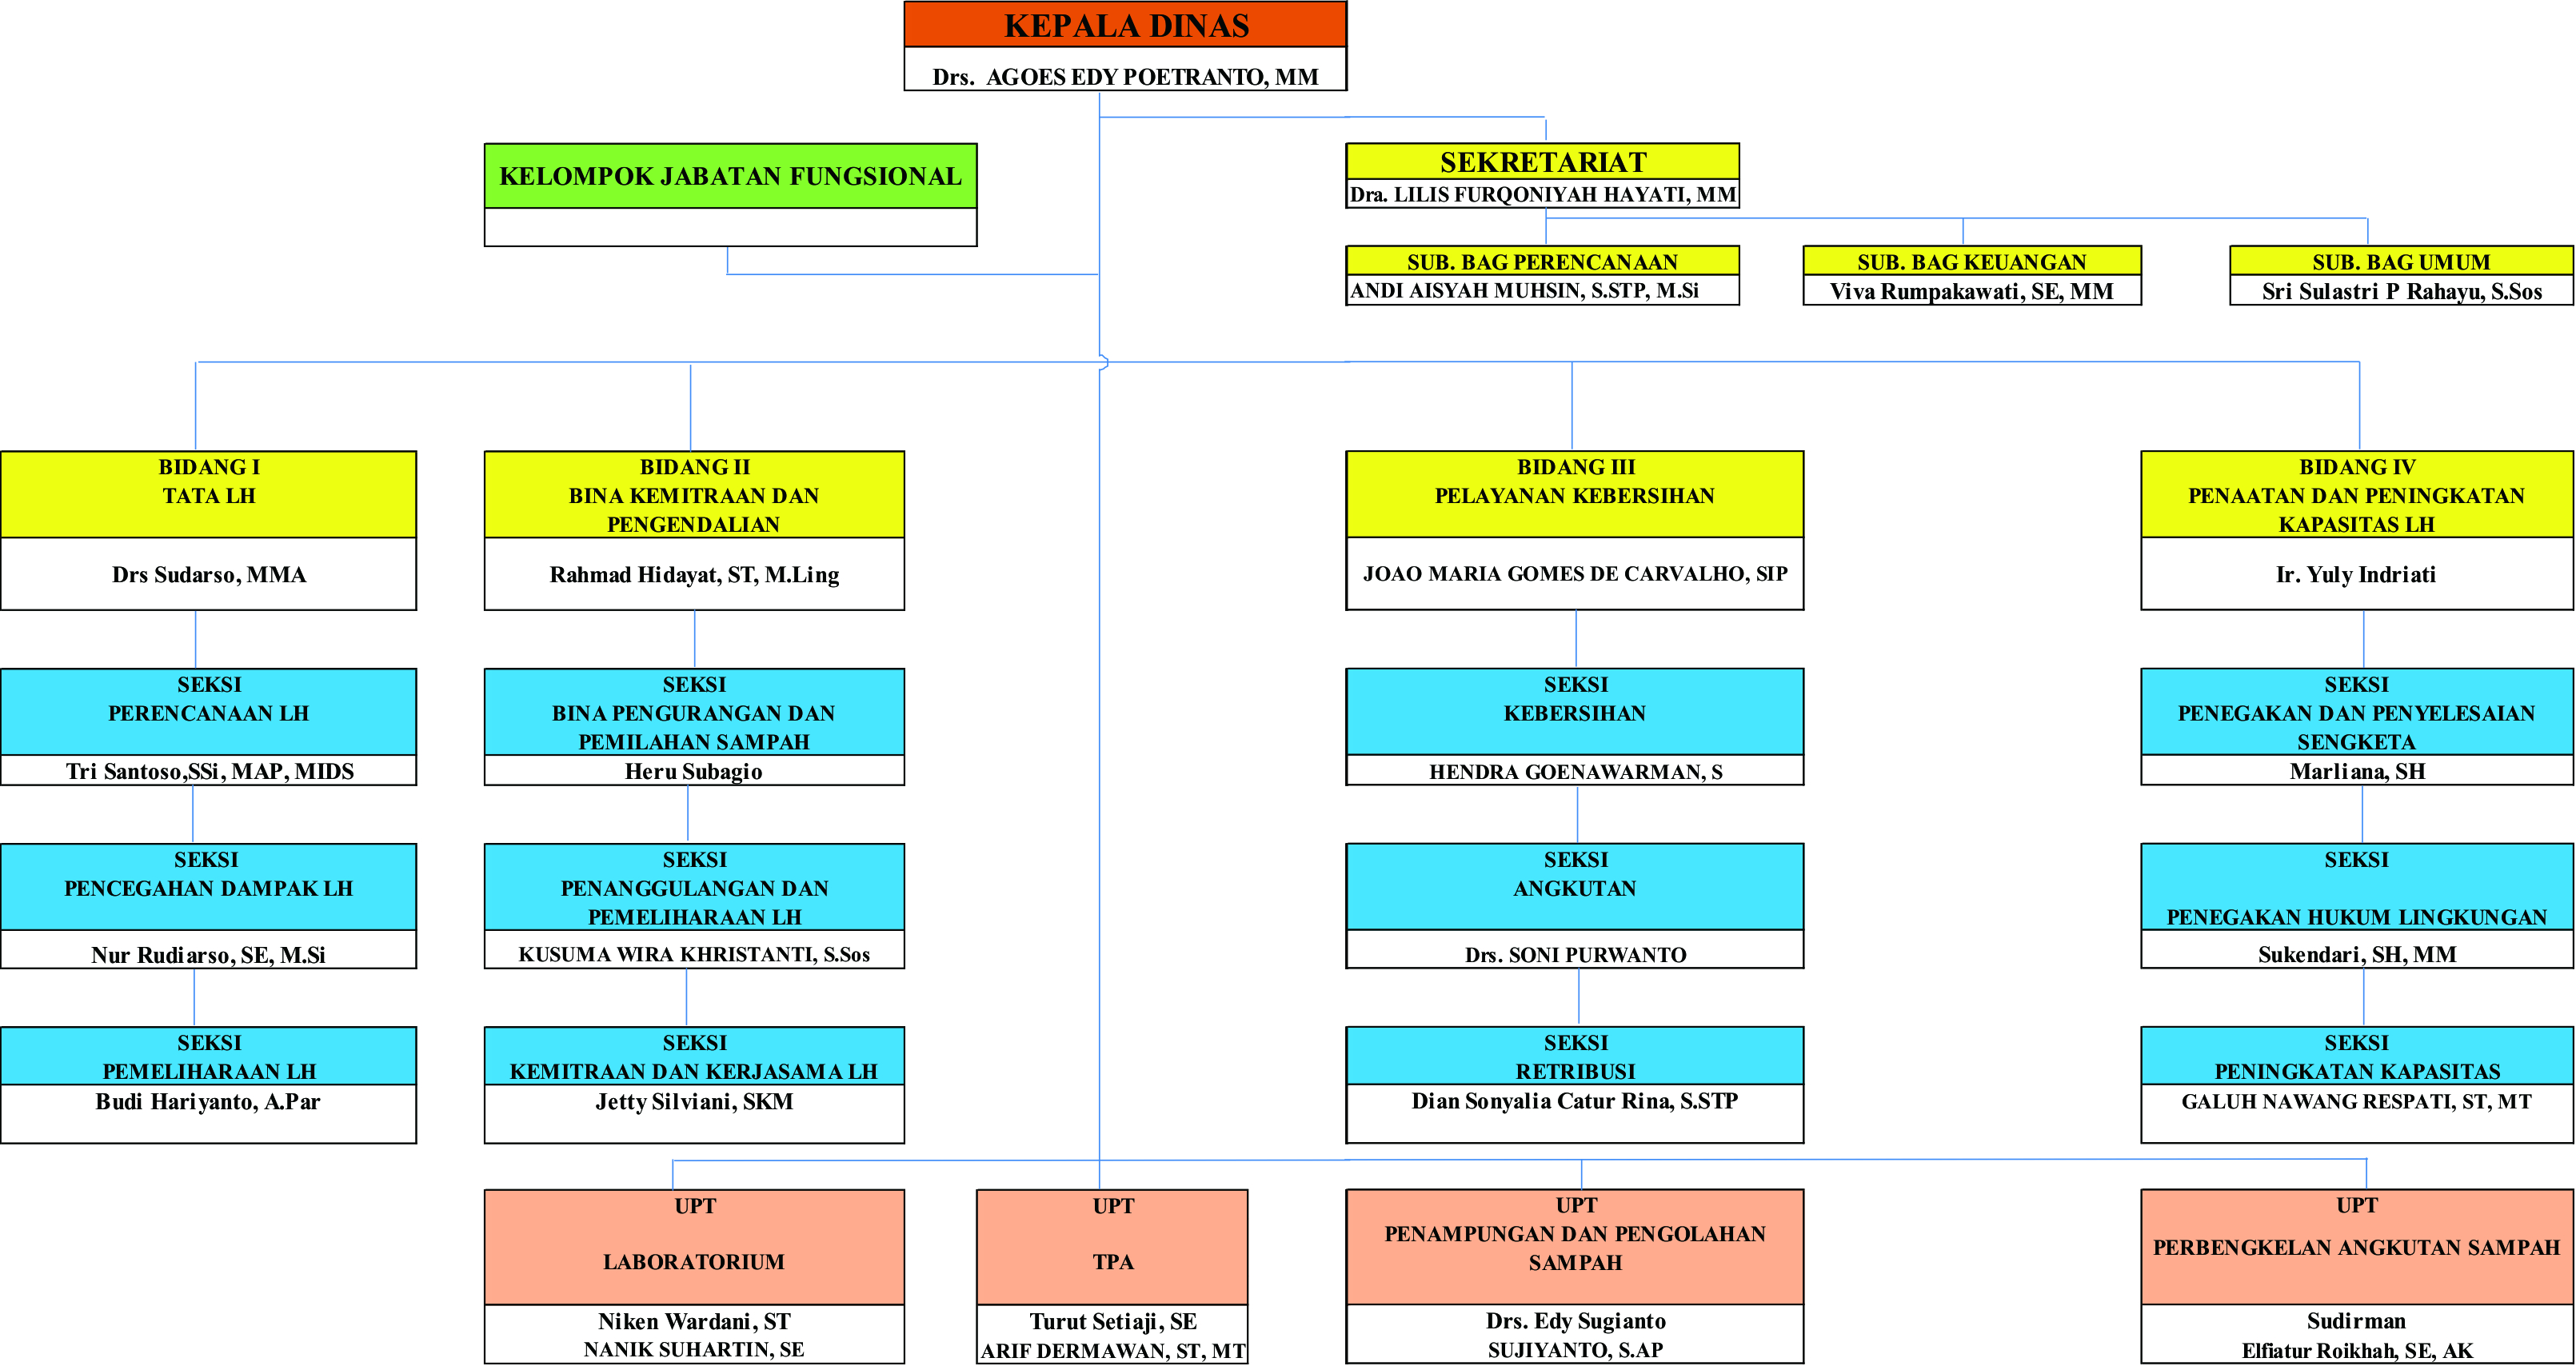 KEPALA DINAS
Drs. AGOES EDY POETRANTO, MM
KELOMPOK JABATAN FUNGSIONAL
SEKRETARIAT
Dra. LILIS FURQONIYAH HAYATI, MM
SUB. BAG PERENCANAAN
ANDI AISYAH MUHSIN, S.STP, M.Si
SUB. BAG KEUANGAN
Viva Rumpakawati, SE, MM
SUB. BAG UMUM
Sri Sulastri P Rahayu, S.Sos
BIDANG I
TATA LH
Drs Sudarso, MMA
BIDANG II
BINA KEMITRAAN DAN
PENGENDALIAN
Rahmad Hidayat, ST, M.Ling
BIDANG III
PELAYANAN KEBERSIHAN
JOAO MARIA GOMES DE CARVALHO, SIP
BIDANG IV
PENAATAN DAN PENINGKATAN
KAPASITAS LH
Ir. Yuly Indriati
SEKSI
PERENCANAAN LH
Tri Santoso,SSi, MAP, MIDS
SEKSI
BINA PENGURANGAN DAN
PEMILAHAN SAMPAH
Heru Subagio
SEKSI
KEBERSIHAN
HENDRA GOENAWARMAN, S
SEKSI
PENEGAKAN DAN PENYELESAIAN
SENGKETA
Marliana, SH
SEKSI
PENCEGAHAN DAMPAK LH
Nur Rudiarso, SE, M.Si
SEKSI
PENANGGULANGAN DAN
PEMELIHARAAN LH
KUSUMA WIRA KHRISTANTI, S.Sos
SEKSI
ANGKUTAN
Drs. SONI PURWANTO
SEKSI
PENEGAKAN HUKUM LINGKUNGAN
Sukendari, SH, MM
SEKSI
PEMELIHARAAN LH
Budi Hariyanto, A.Par
SEKSI
KEMITRAAN DAN KERJASAMA LH
Jetty Silviani, SKM
SEKSI
RETRIBUSI
Dian Sonyalia Catur Rina, S.STP
SEKSI
PENINGKATAN KAPASITAS
GALUH NAWANG RESPATI, ST, MT
UPT
LABORATORIUM
Niken Wardani, ST
NANIK SUHARTIN, SE
UPT
TPA
Turut Setiaji, SE
ARIF DERMAWAN, ST, MT
UPT
PENAMPUNGAN DAN PENGOLAHAN
SAMPAH
Drs. Edy Sugianto
SUJIYANTO, S.AP
UPT
PERBENGKELAN ANGKUTAN SAMPAH
Sudirman
Elfiatur Roikhah, SE, AK